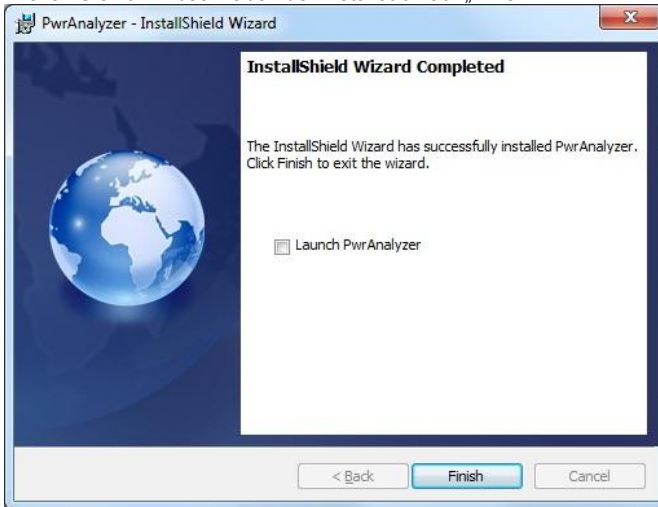 PwrAnalyzer - InstallShield Wizard
InstallShield Wizard Completed
The InstallShield Wizard has successfully installed PwrAnalyzer.
Click Finish to exit the wizard.
Launch PwrAnalyzer
< Back
Finish
Cancel